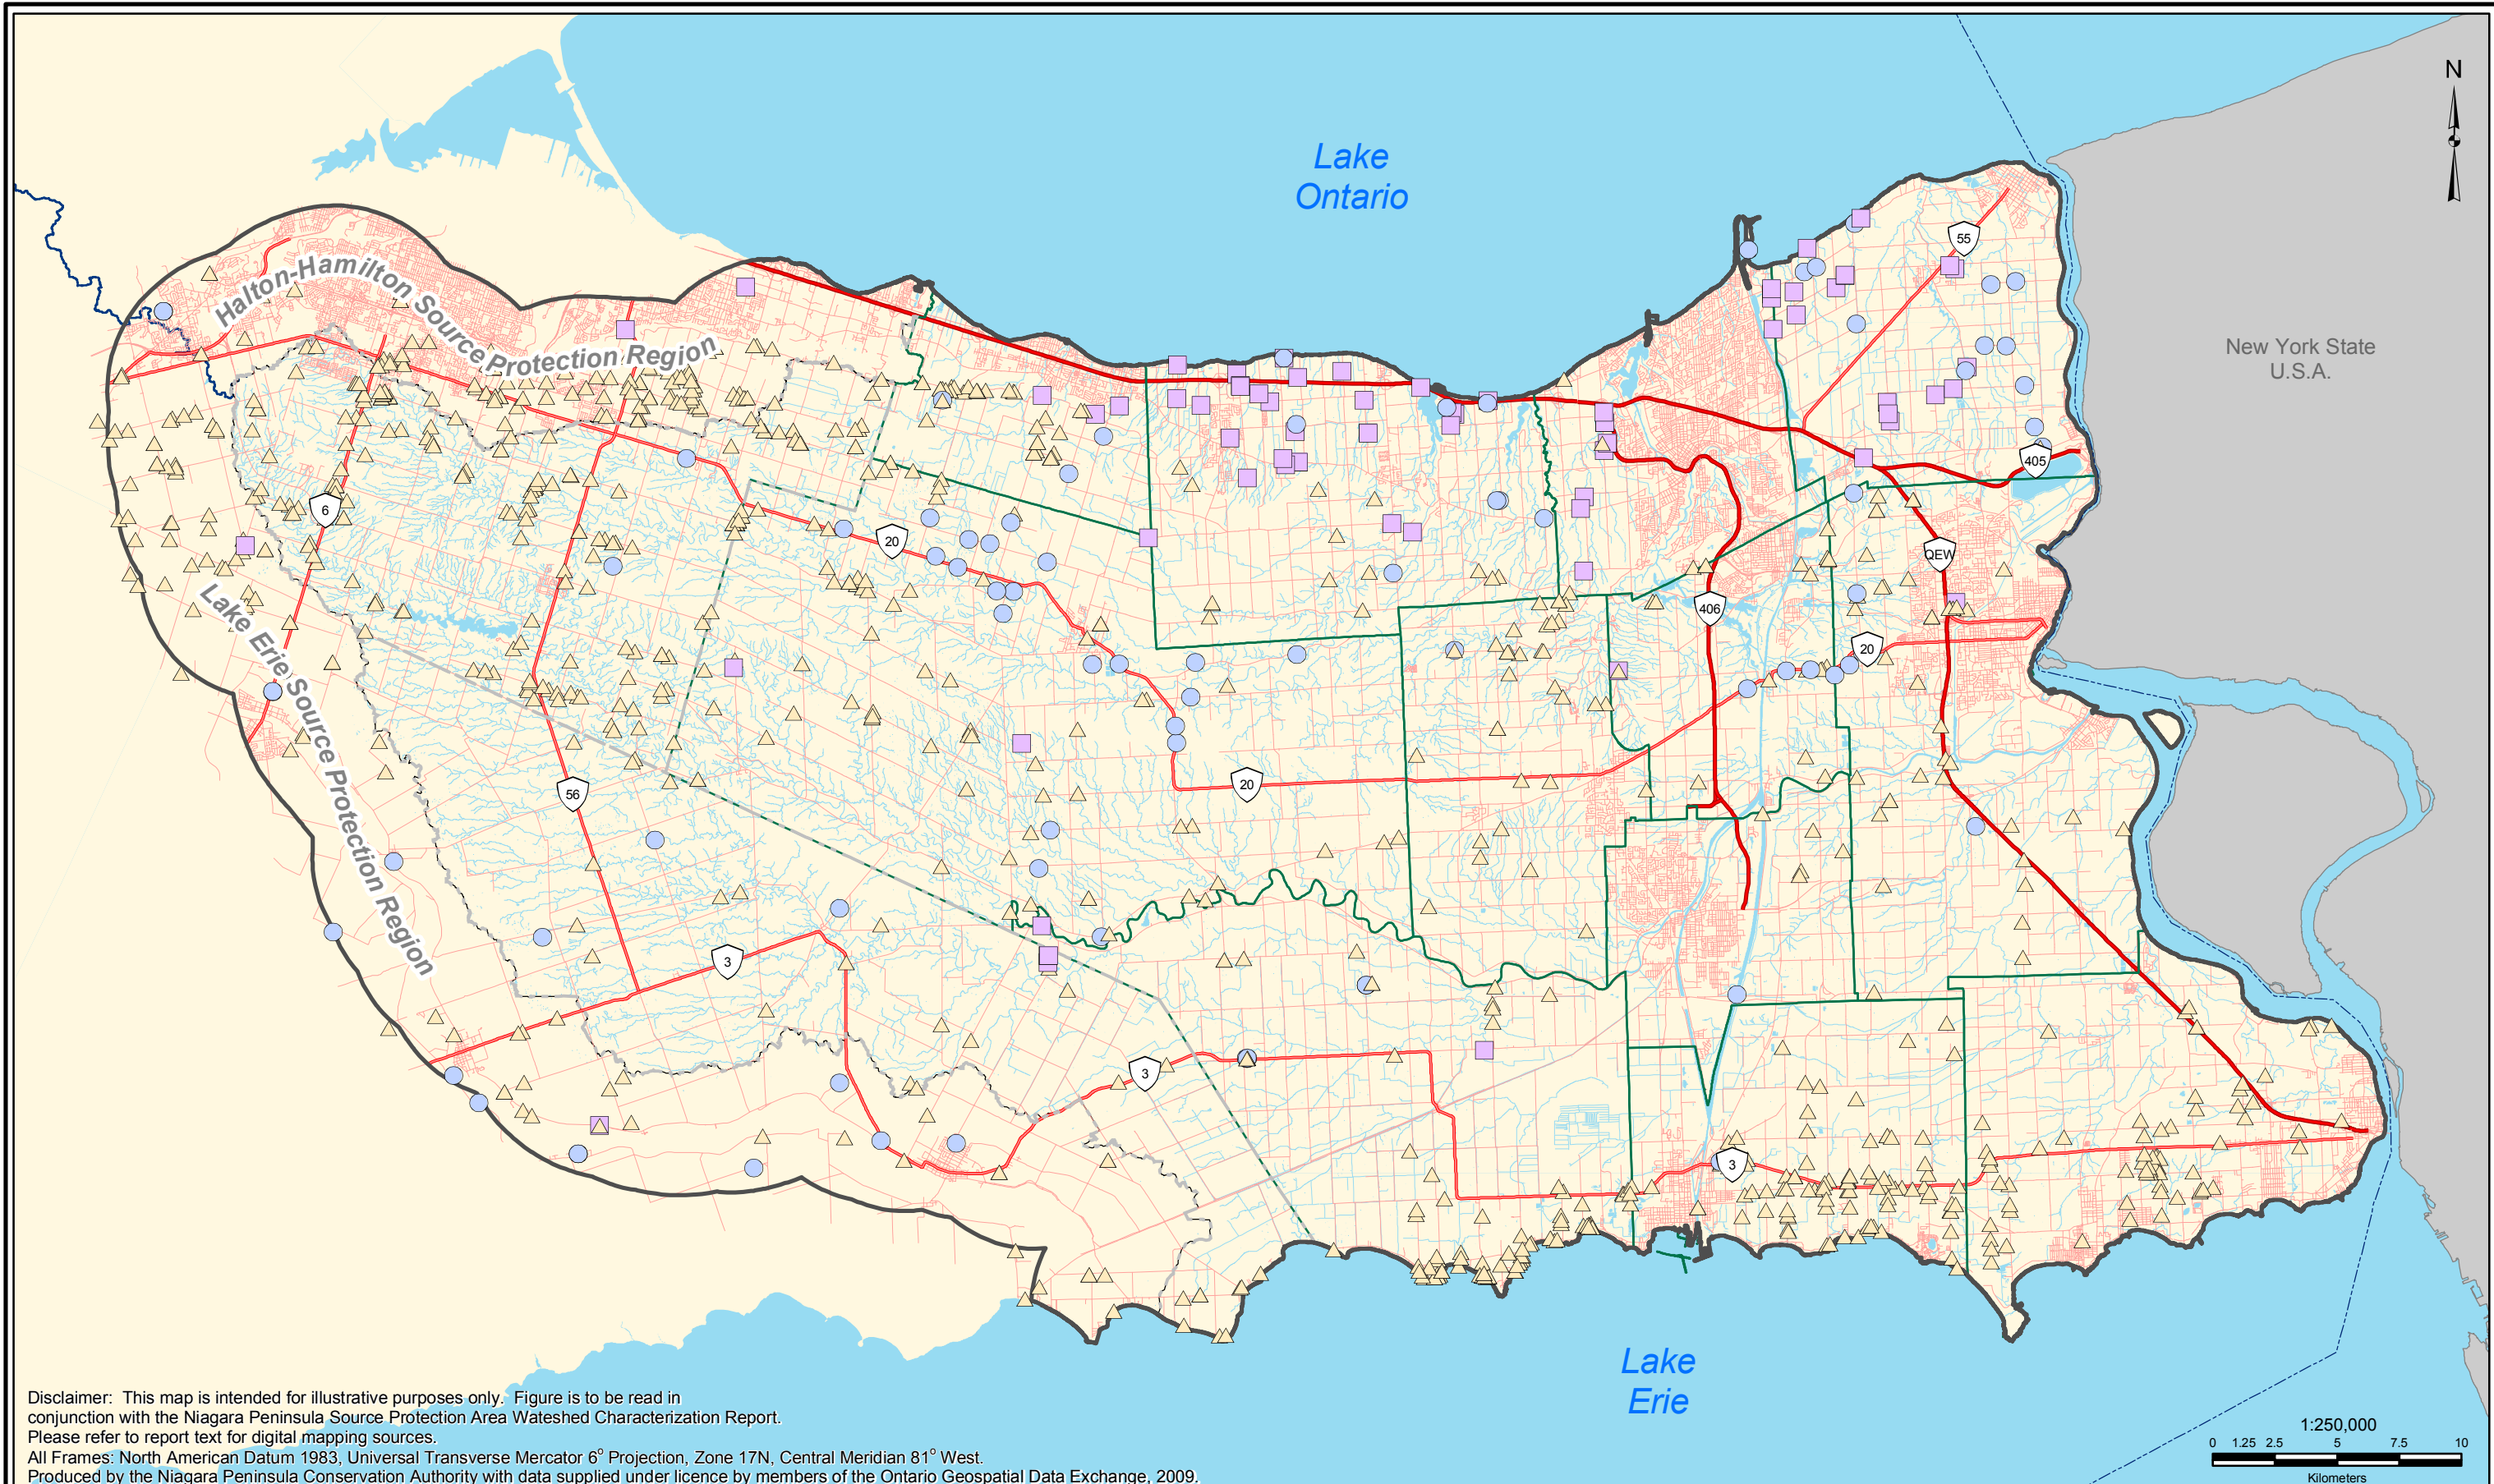 N
Lake
Ontario
55
Halton-Hamilton Source Protection Region
New York State
U.S.A.
405
6
20
QEW
406
Lake Erie Source Protection Region
20
20
56
3
3
3
Lake
Erie
Disclaimer: This map is intended for illustrative purposes only. Figure is to be read in
conjunction with the Niagara Peninsula Source Protection Area Wateshed Characterization Report.
Please refer to report text for digital mapping sources.
All Frames: North American Datum 1983, Universal Transverse Mercator 6° Projection, Zone 17N, Central Meridian 81° West.
Produced by the Niagara Peninsula Conservation Authority with data supplied under licence by members of the Ontario Geospatial Data Exchange, 2009.
1:250,000
0 1.25 2.5 5 7.5 10
Kilometers